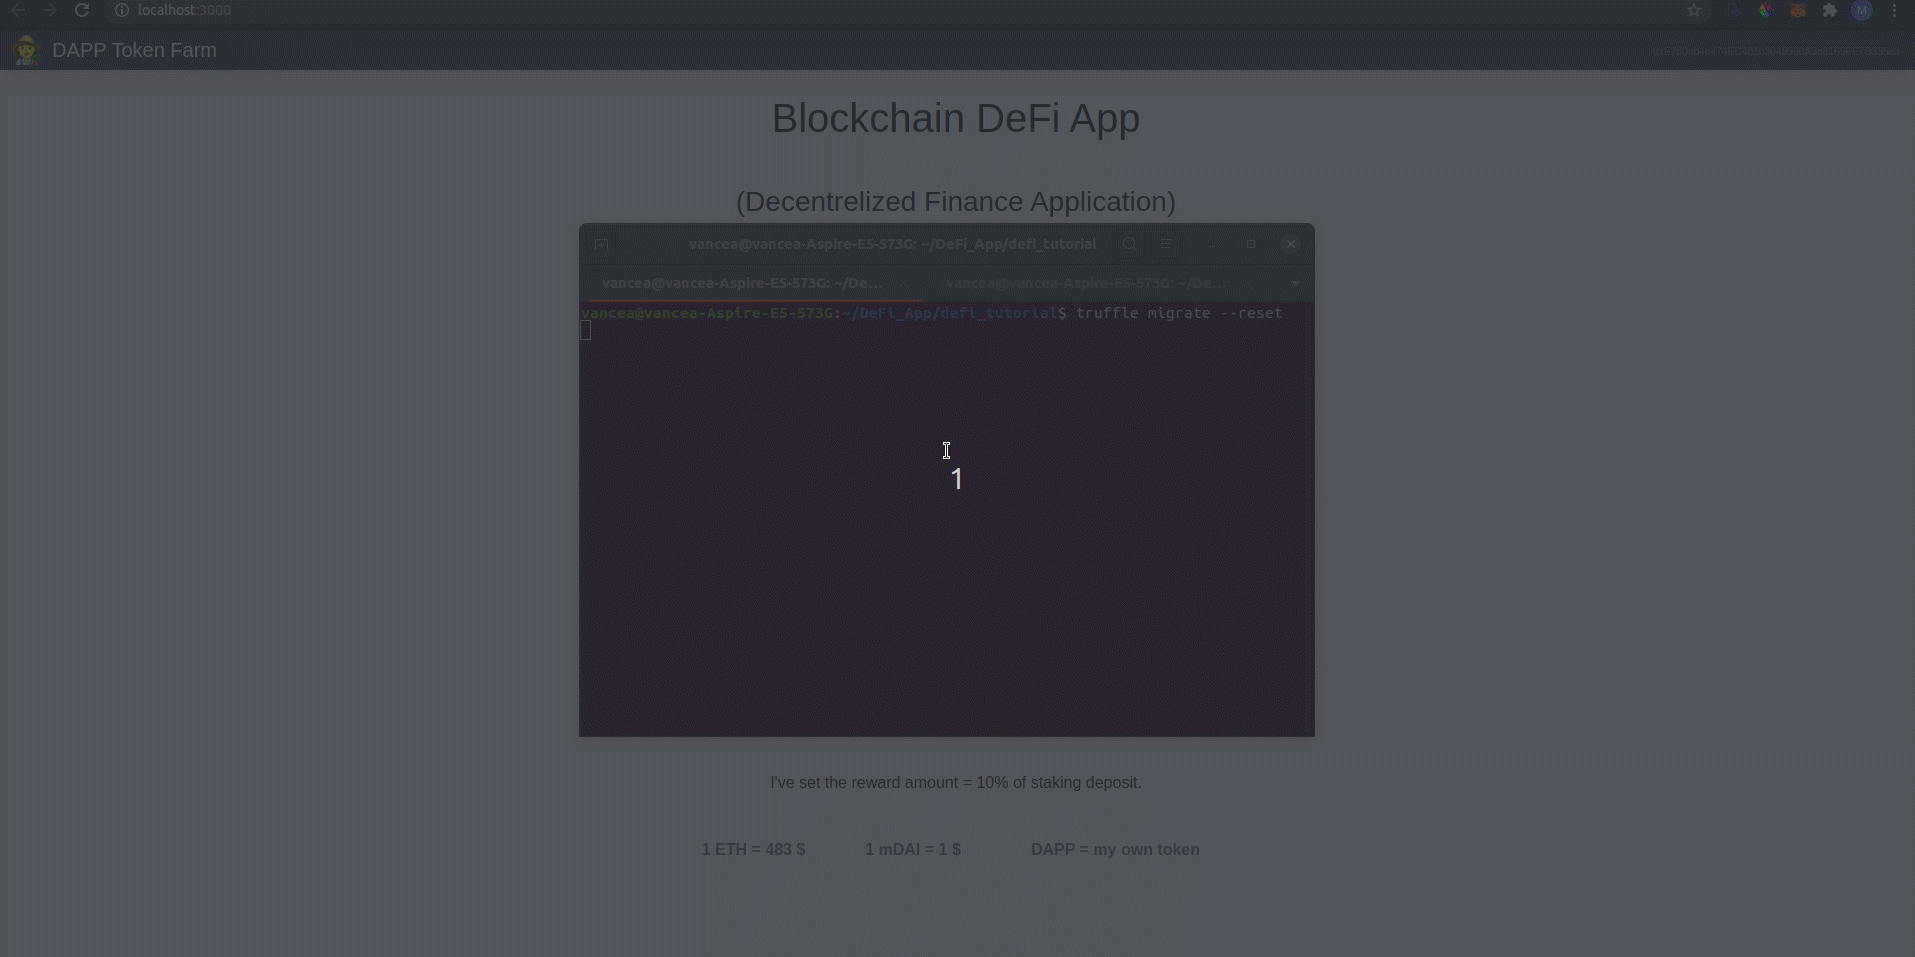 localhost:3000
M
DAPP Token Farm
Blockchain DeFi App
(Decentrelized Finance Application)
vancea@vancea-Aspire-E5-573G: ~/DeFi_App/defi_tutorial
vancea@vancea-Aspire-E5-573G: ~/De... vancea@vancea-Aspire-E5-573G: ~/De...
vancea@vancea-Aspire-E5-573G:~/DeFi_App/defi_tutorial$ truffle migrate --reset
1
I've set the reward amount = 10% of staking deposit.
1 ETH = 483 $ 1 mDAI = 1 $ DAPP = my own token